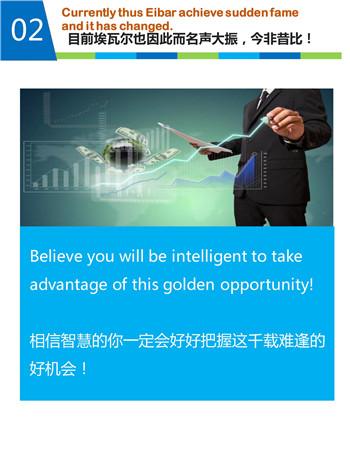 02
Currently thus Eibar achieve sudden fame
and it has changed.
目前埃瓦尔也因此而名声大振，今非昔比！
Believe you will be intelligent to take
advantage of this golden opportunity!
相信智慧的你一定会好好把握这千载难逢的
好机会！